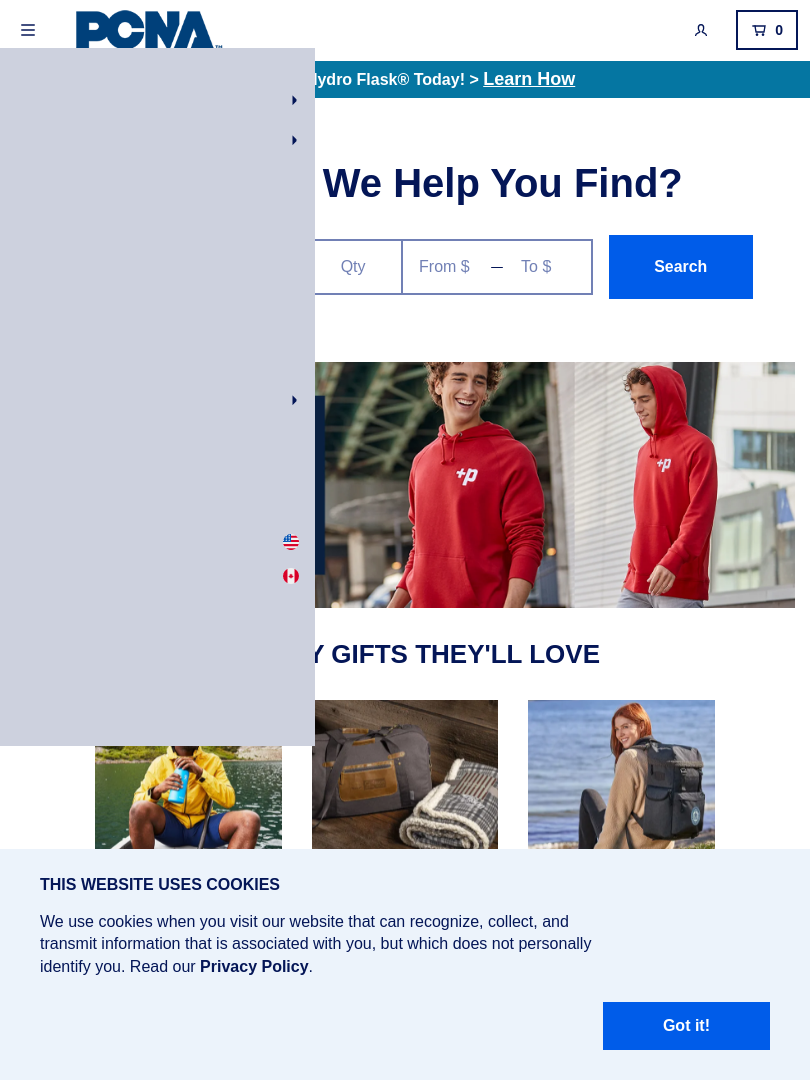 PCNA
TM
0
Hydro Flask® Today! > Learn How
We Help You Find?
Qty
From $
—
To $
Search
+p
+p
GIFTS THEY'LL LOVE
THIS WEBSITE USES COOKIES
We use cookies when you visit our website that can recognize, collect, and
transmit information that is associated with you, but which does not personally
identify you. Read our Privacy Policy.
Got it!